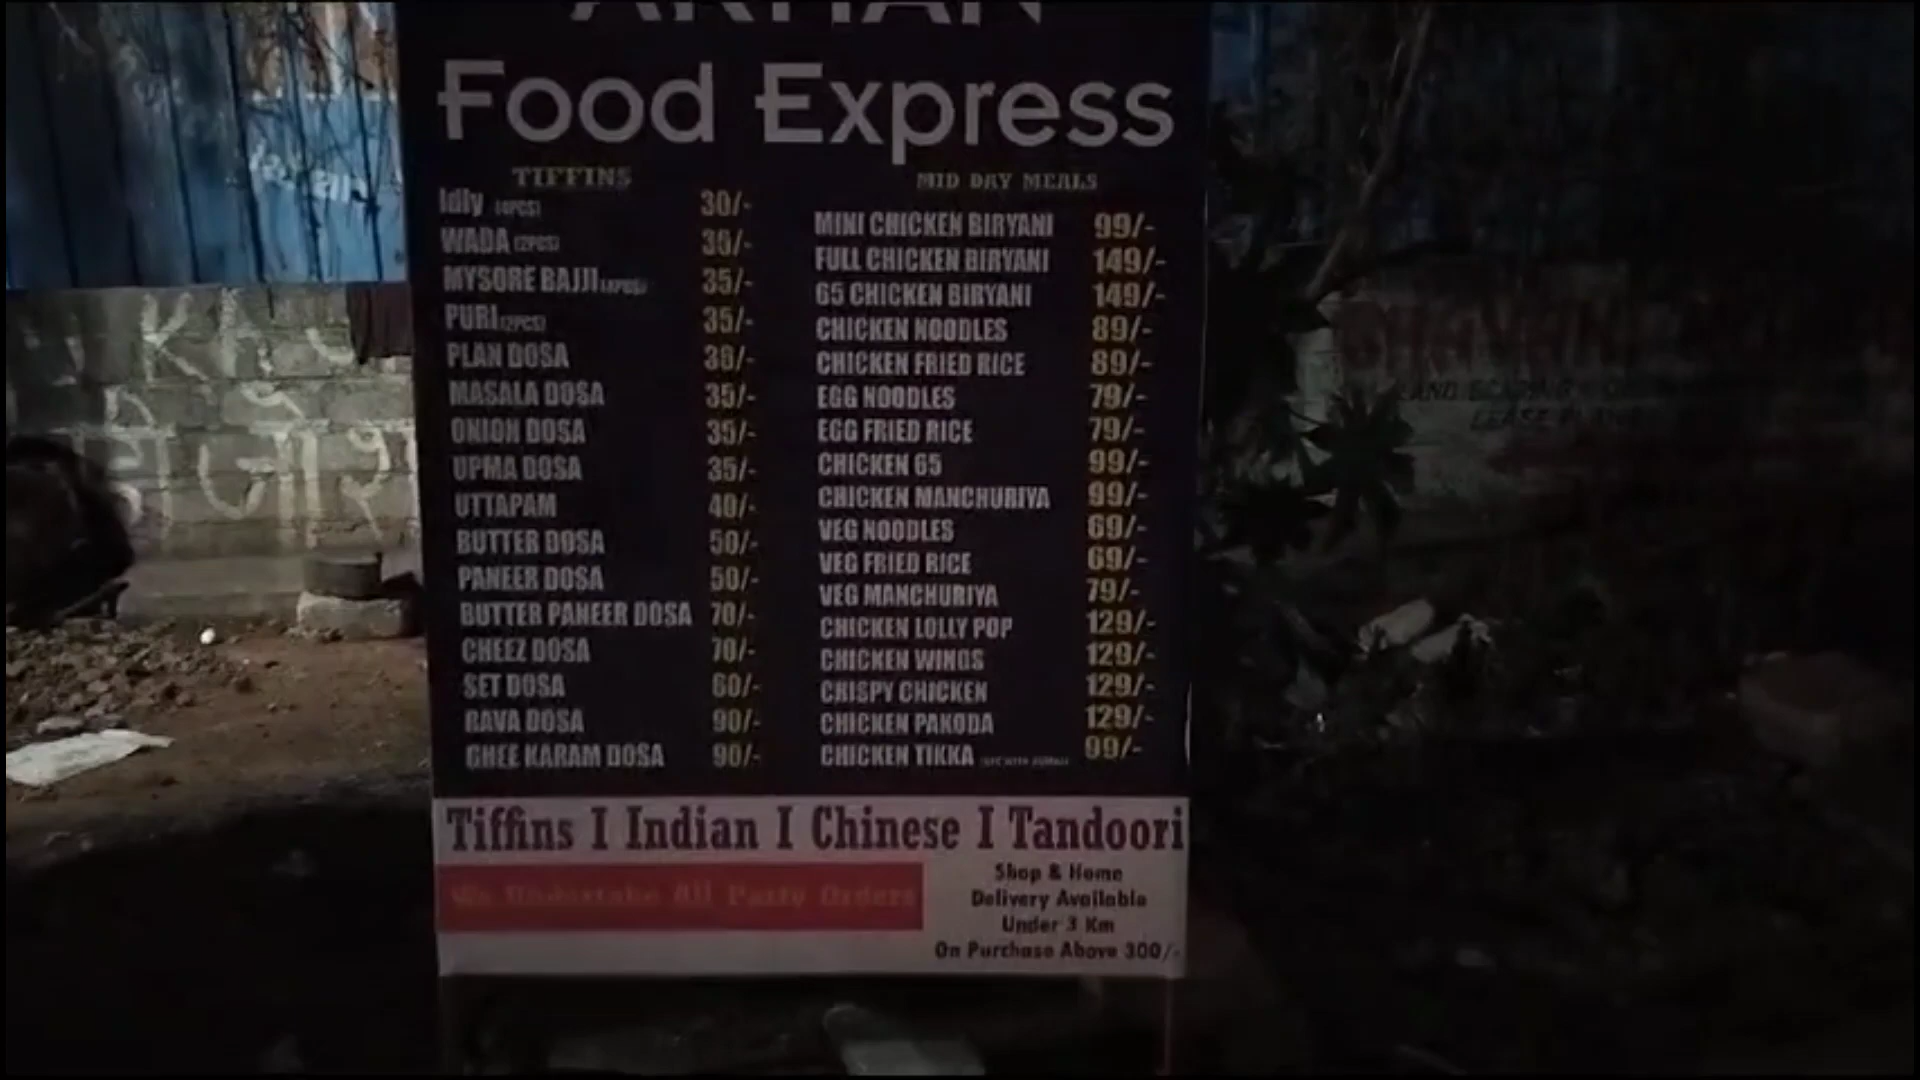 Food Express
TIFFINS
Idly (4PCS) 30/-
WADA (2PCS) 30/-
MYSORE BAJJI 35/-
PURI (2PCS) 35/-
PLAN DOSA 30/-
MASALA DOSA 35/-
ONION DOSA 35/-
UPMA DOSA 35/-
UTTAPAM 40/-
BUTTER DOSA 50/-
PANEER DOSA 50/-
BUTTER PANEER DOSA 70/-
CHEEZ DOSA 70/-
SET DOSA 60/-
RAVA DOSA 90/-
GHEE KARAM DOSA 90/-
MID DAY MEALS
MINI CHICKEN BIRYANI 99/-
FULL CHICKEN BIRYANI 149/-
65 CHICKEN BIRYANI 149/-
CHICKEN NOODLES 89/-
CHICKEN FRIED RICE 89/-
EGG NOODLES 79/-
EGG FRIED RICE 79/-
CHICKEN 65 99/-
CHICKEN MANCHURIYA 99/-
VEG NOODLES 69/-
VEG FRIED RICE 69/-
VEG MANCHURIYA 79/-
CHICKEN LOLLY POP 129/-
CHICKEN WINGS 129/-
CRISPY CHICKEN 129/-
CHICKEN PAKODA 129/-
CHICKEN TIKKA 99/-
Tiffins I Indian I Chinese I Tandoori
We Undertake All Party Orders
Shop & Home
Delivery Available
Under 3 Km
On Purchase Above 300/-